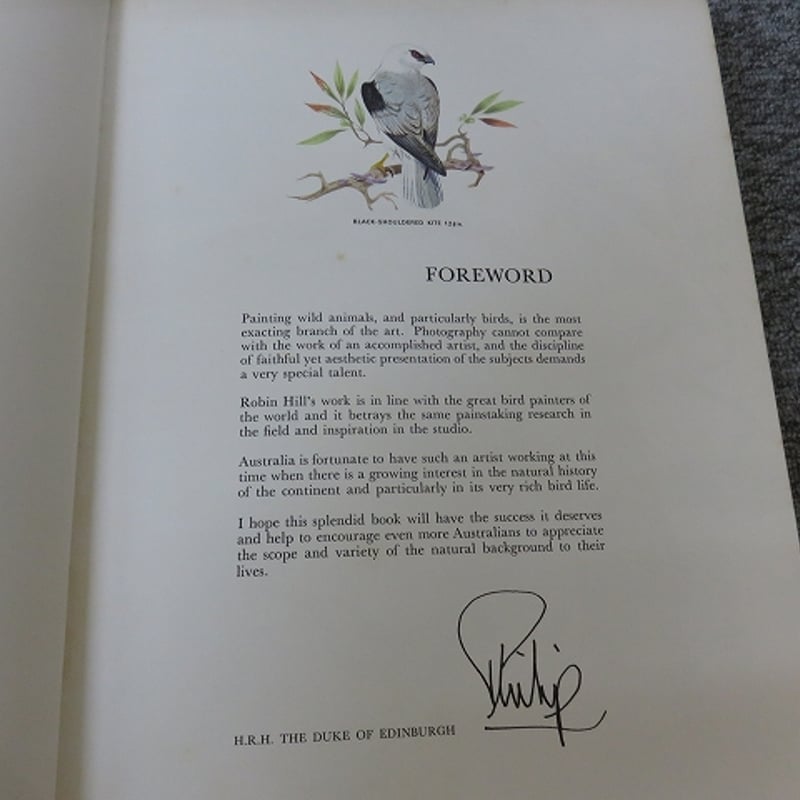 BLACK-SHOULDERED KITE 13in.
FOREWORD
Painting wild animals, and particularly birds, is the most
exacting branch of the art. Photography cannot compare
with the work of an accomplished artist, and the discipline
of faithful yet aesthetic presentation of the subjects demands
a very special talent.
Robin Hill's work is in line with the great bird painters of
the world and it betrays the same painstaking research in
the field and inspiration in the studio.
Australia is fortunate to have such an artist working at this
time when there is a growing interest in the natural history
of the continent and particularly in its very rich bird life.
I hope this splendid book will have the success it deserves
and help to encourage even more Australians to appreciate
the scope and variety of the natural background to their
lives.
Philip
H.R.H. THE DUKE OF EDINBURGH